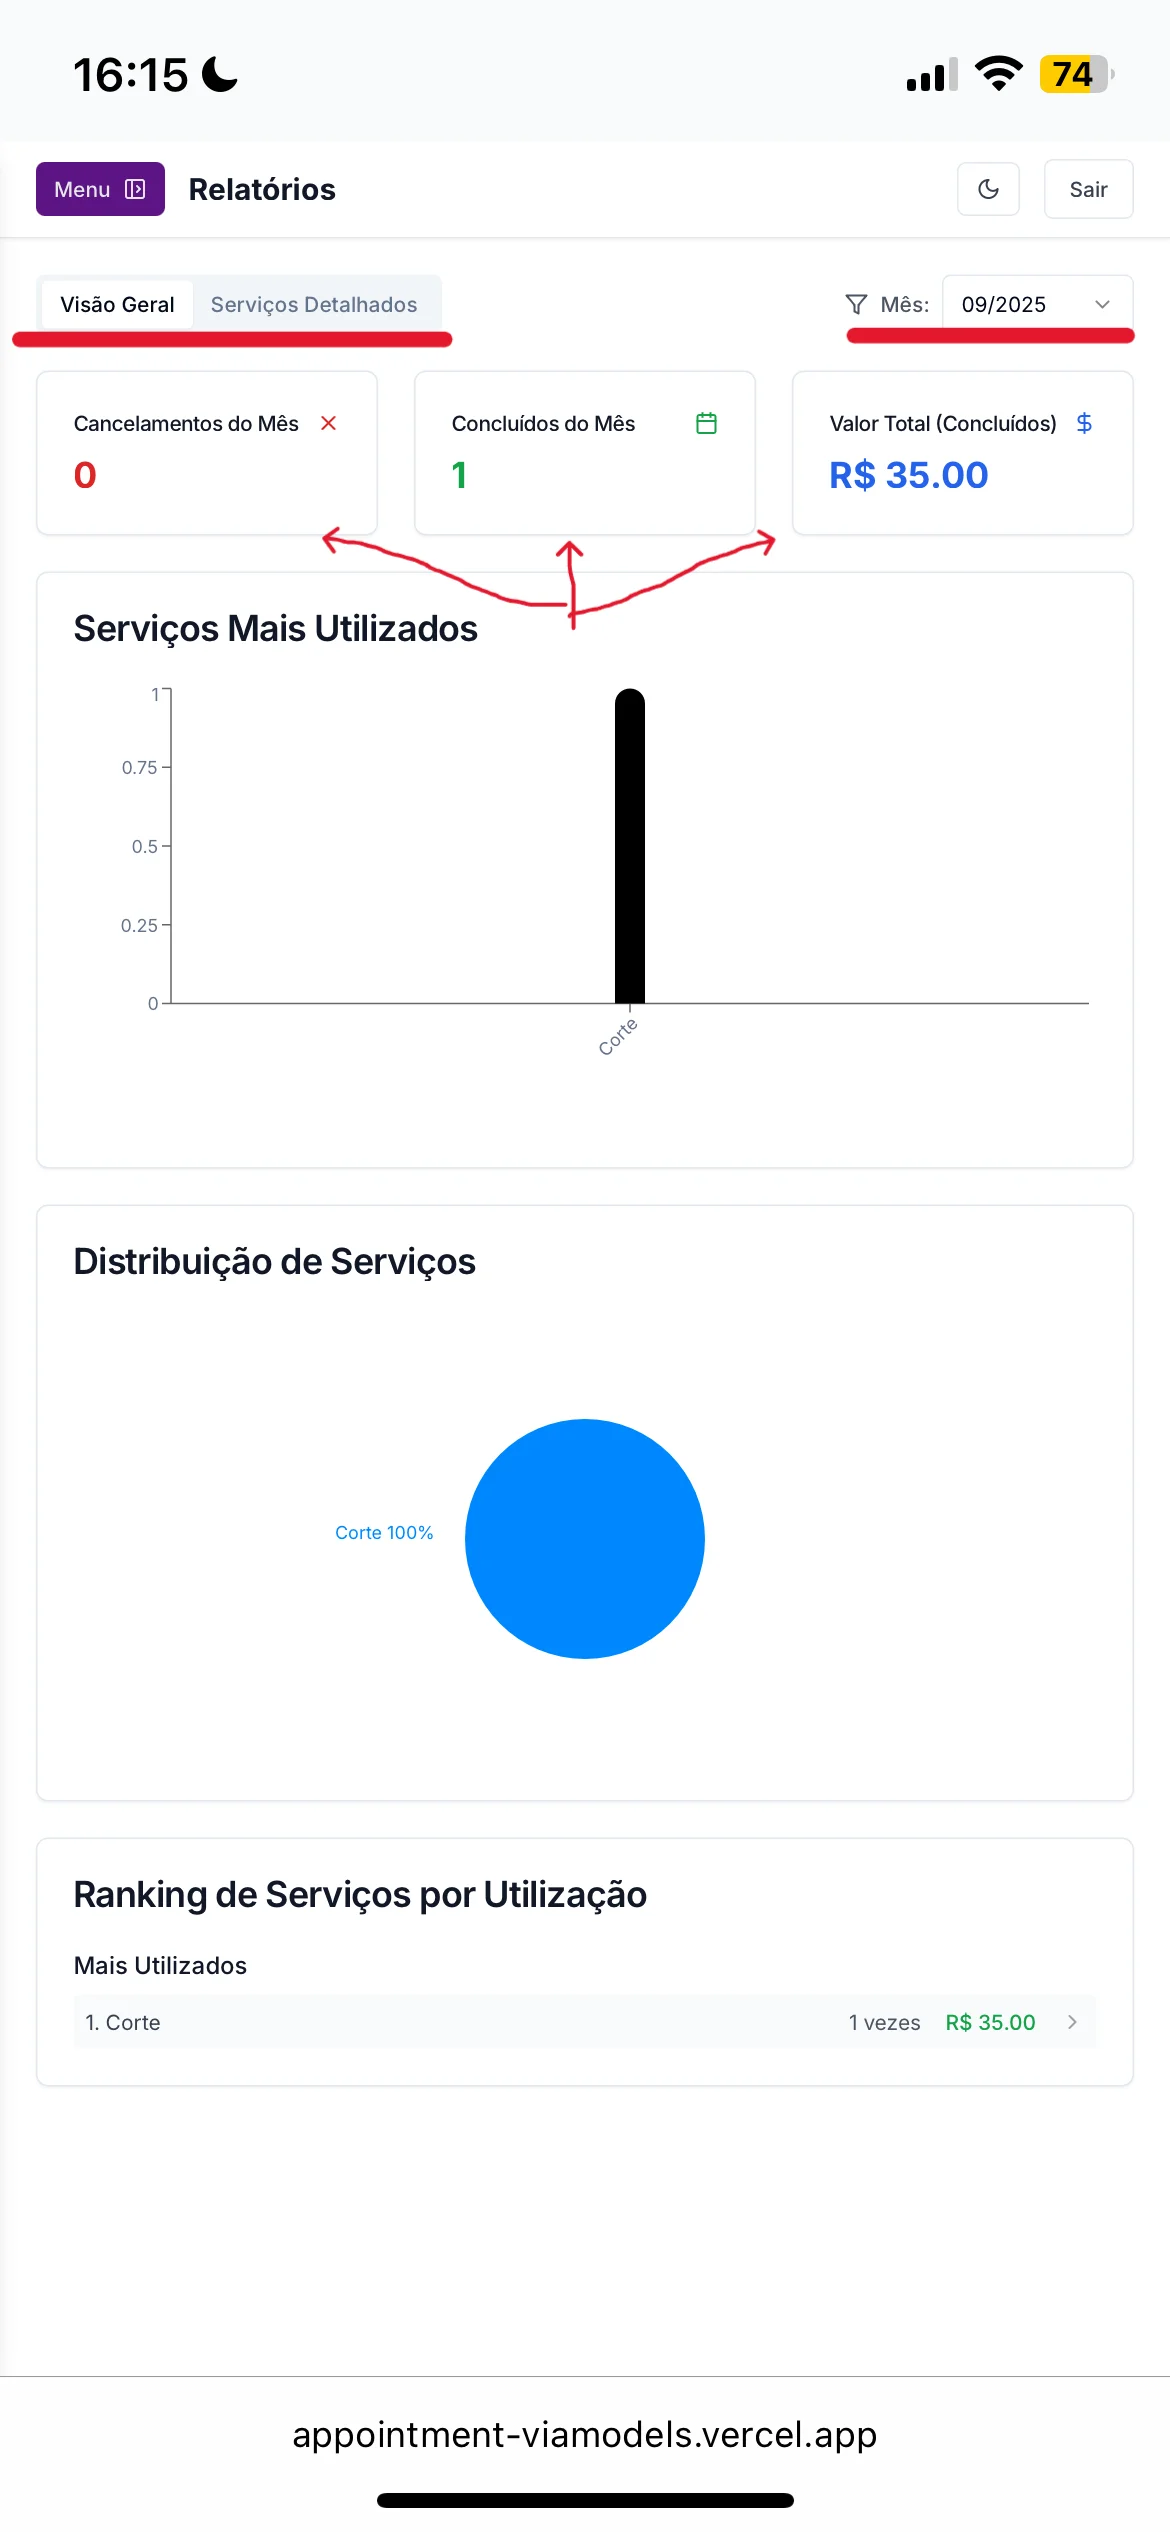 16:15
74
Menu Relatórios Sair
Visão Geral Serviços Detalhados Mês: 09/2025
Cancelamentos do Mês Concluídos do Mês Valor Total (Concluídos)
0 1 R$ 35.00
Serviços Mais Utilizados
1
0.75
0.5
0.25
0
Corte
Distribuição de Serviços
Corte 100%
Ranking de Serviços por Utilização
Mais Utilizados
1. Corte 1 vezes R$ 35.00
appointment-viamodels.vercel.app